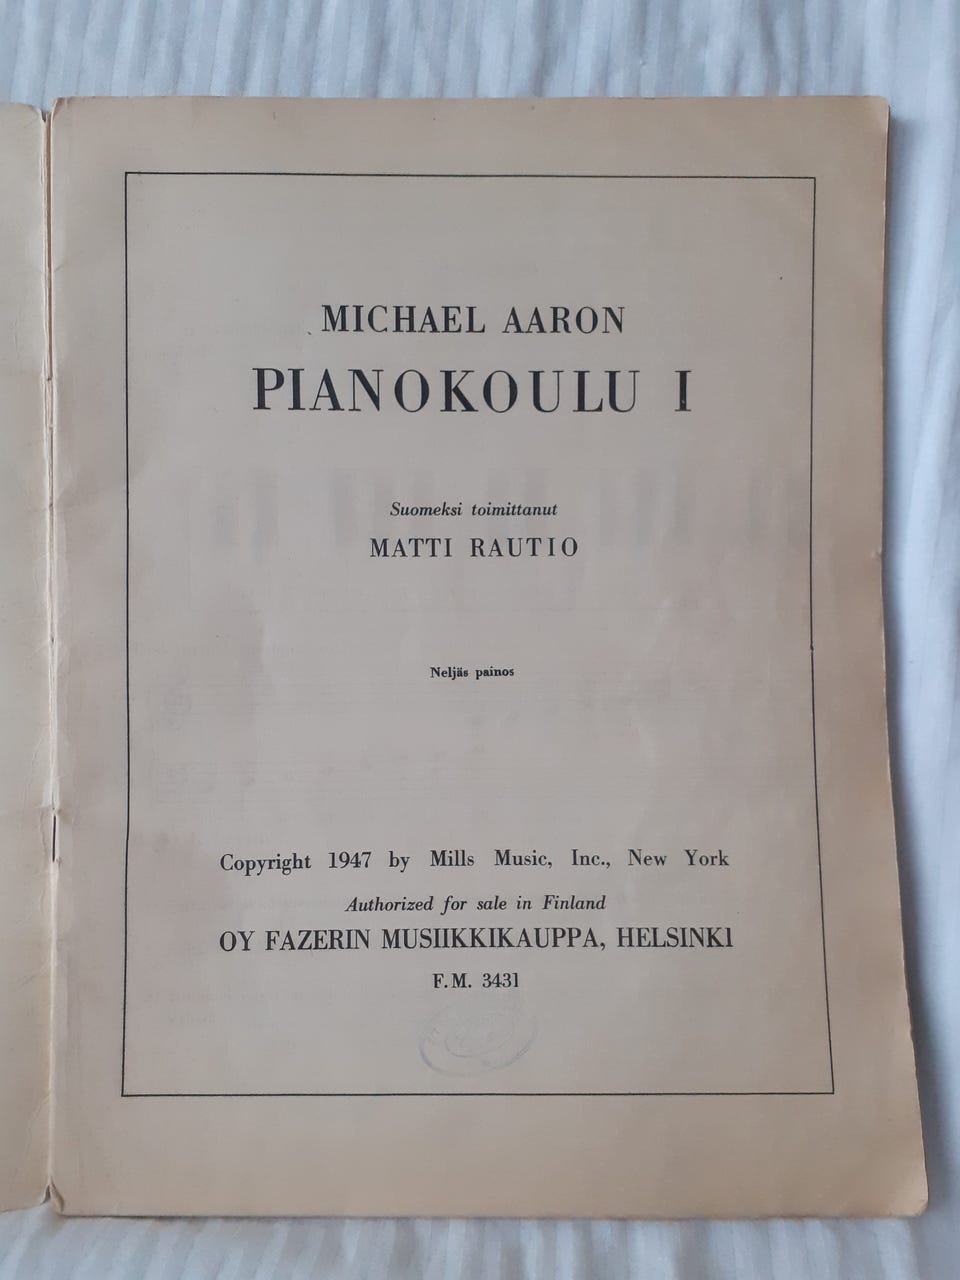 MICHAEL AARON
PIANOKOULU I
Suomeksi toimittanut
MATTI RAUTIO
Neljäs painos
Copyright 1947 by Mills Music, Inc., New York
Authorized for sale in Finland
OY FAZERIN MUSIIKKIKAUPPA, HELSINKI
F.M. 3431